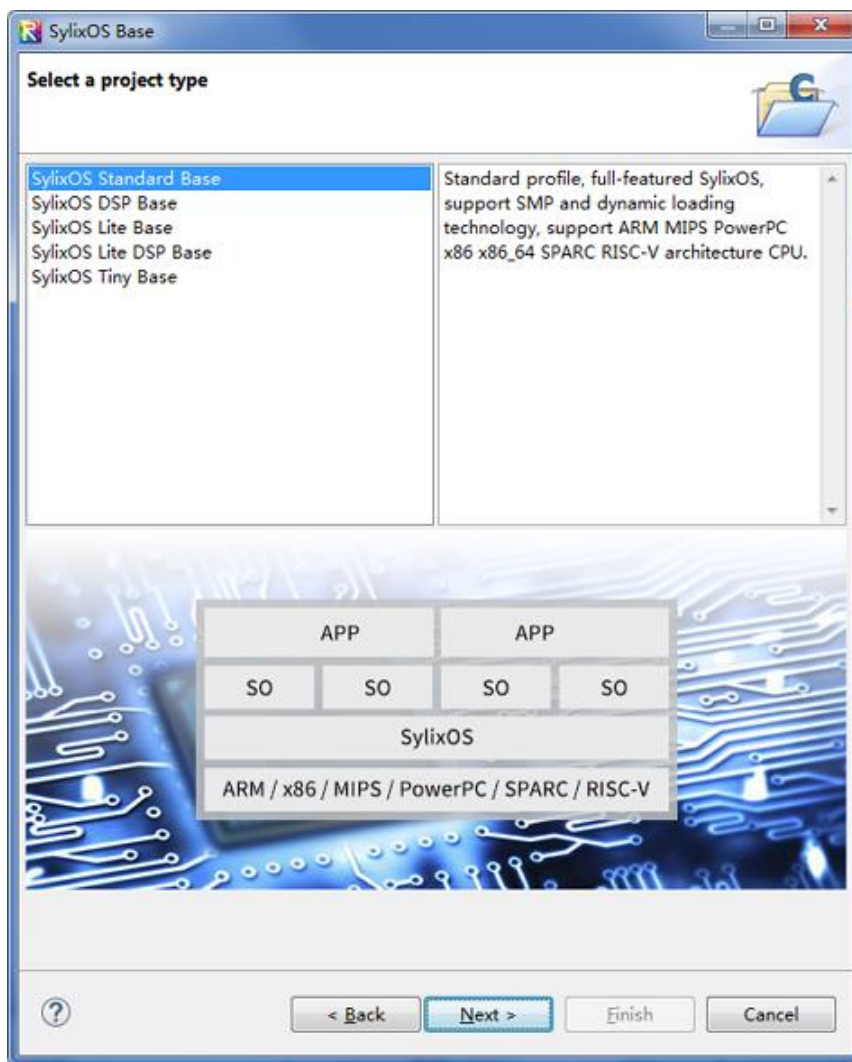 SylixOS Base
Select a project type
SylixOS Standard Base
SylixOS DSP Base
SylixOS Lite Base
SylixOS Lite DSP Base
SylixOS Tiny Base
Standard profile, full-featured SylixOS,
support SMP and dynamic loading
technology, support ARM MIPS PowerPC
x86 x86_64 SPARC RISC-V architecture CPU.
APP APP
SO SO SO SO
SylixOS
ARM / x86 / MIPS / PowerPC / SPARC / RISC-V
< Back Next > Finish Cancel